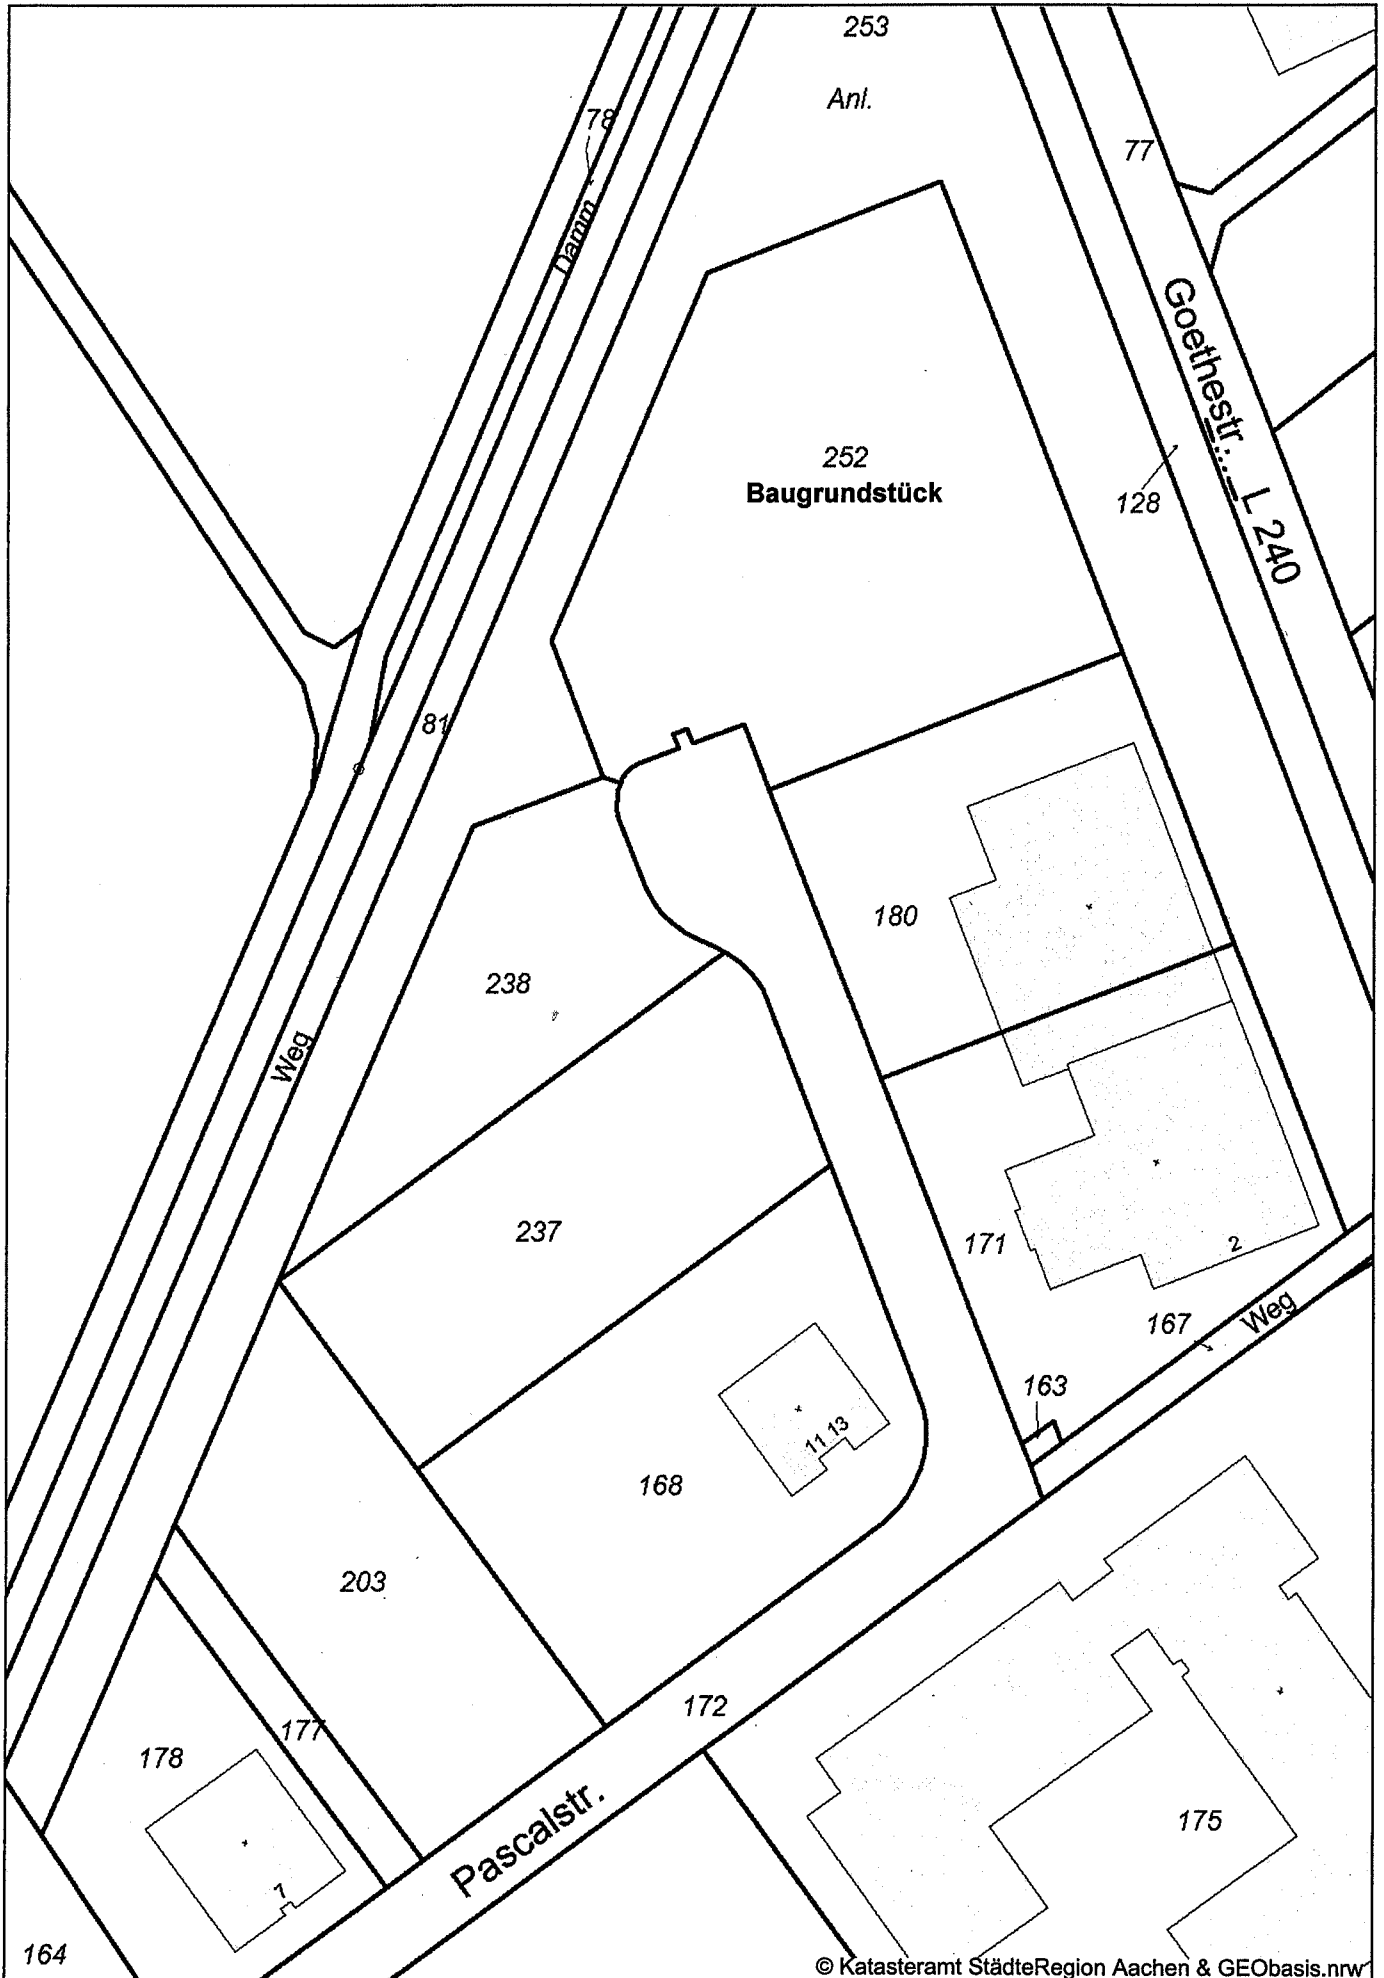 253
Anl.
78
77
Damm
Goethestr.
L 240
252
Baugrundstück
128
81
180
238
Weg
237
171
2
167
Weg
163
11 13
168
203
172
177
178
175
Pascalstr.
7
164
© Katasteramt StädteRegion Aachen & GEObasis.nrw